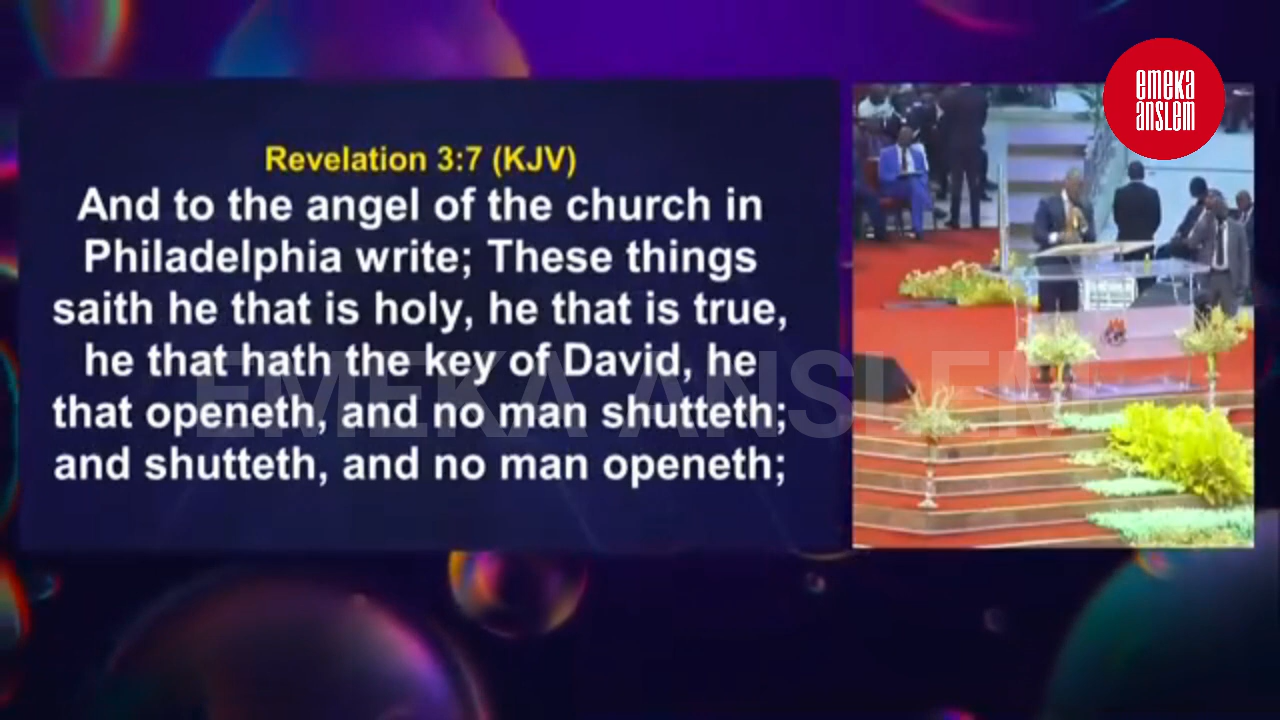 emeka
anslem
Revelation 3:7 (KJV)
And to the angel of the church in
Philadelphia write; These things
saith he that is holy, he that is true,
he that hath the key of David, he
that openeth, and no man shutteth;
and shutteth, and no man openeth;
EMEKA ANSLEM